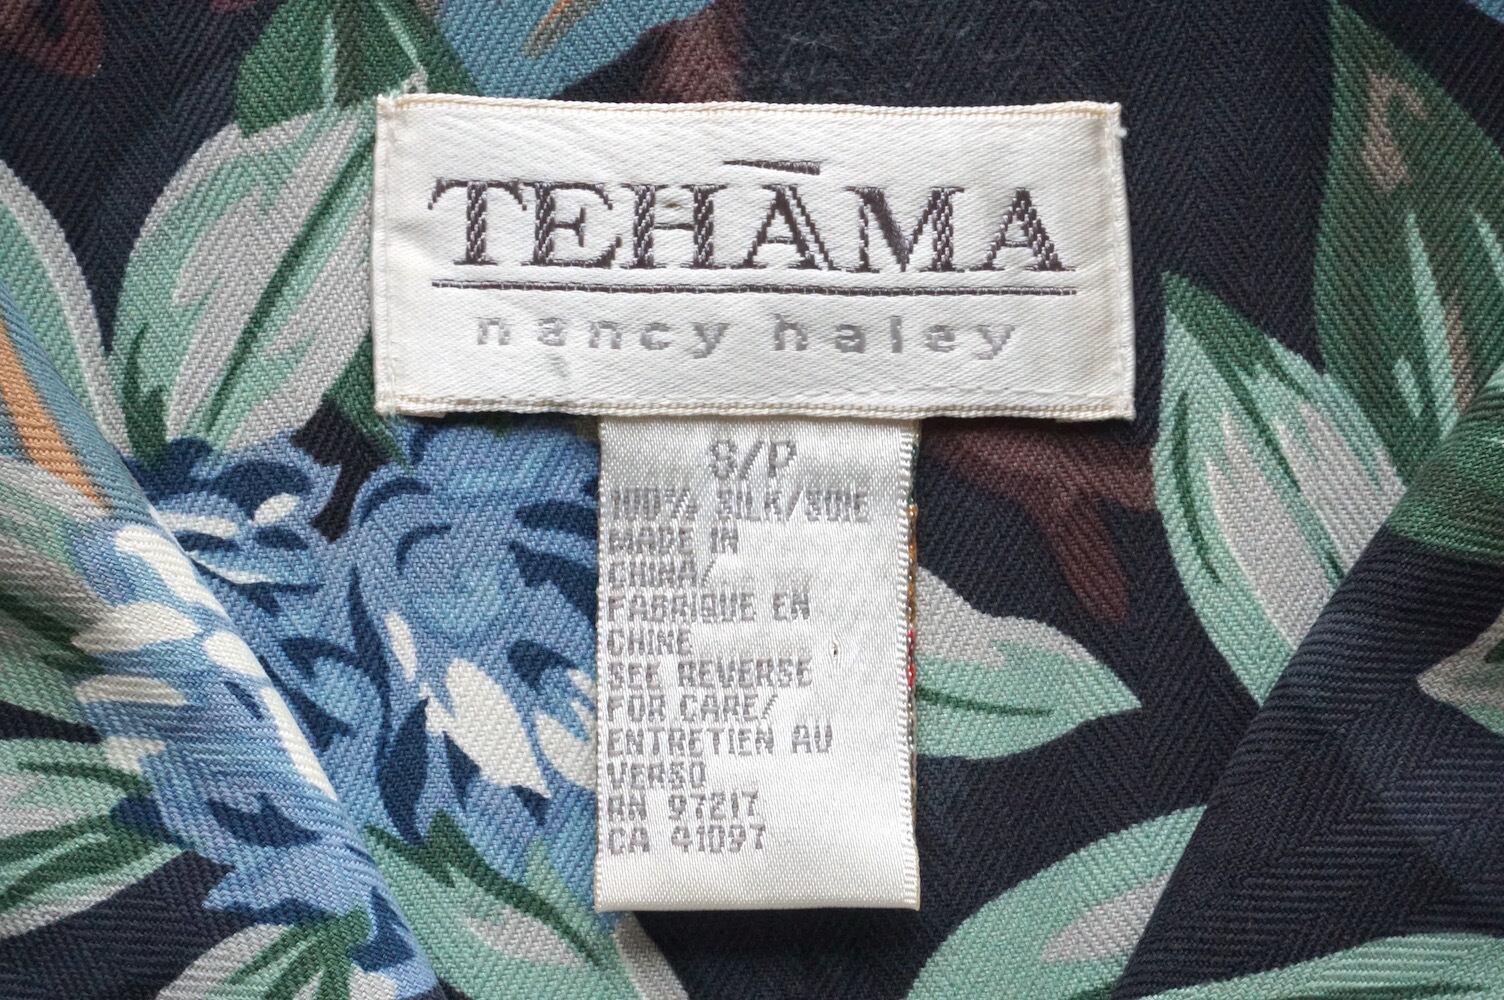 TEHĀMA
nancy haley
S/P
100% SILK/SOIE
MADE IN
CHINA/
FABRIQUE EN
CHINE
SEE REVERSE
FOR CARE/
ENTRETIEN AU
VERSO
RN 97217
CA 41097